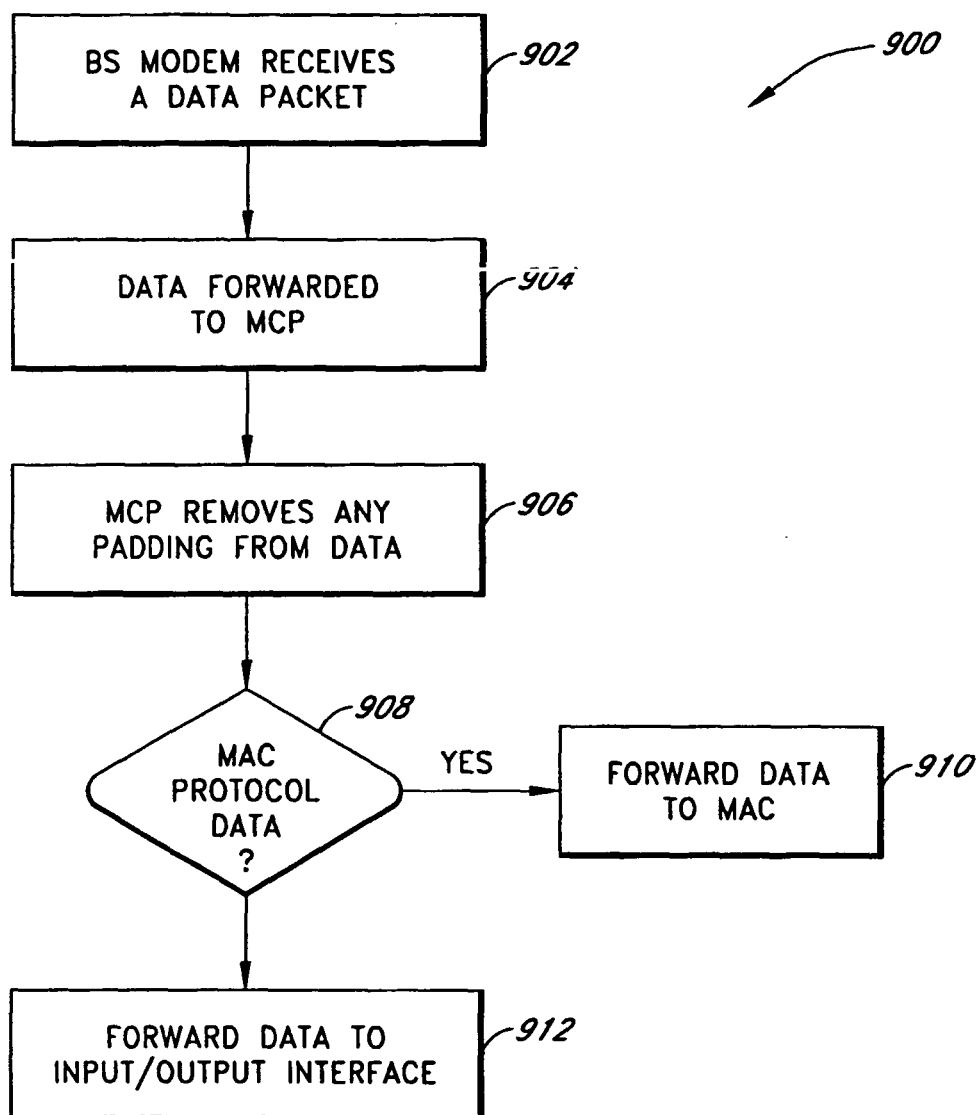 BS MODEM RECEIVES
A DATA PACKET
902
900
DATA FORWARDED
TO MCP
904
MCP REMOVES ANY
PADDING FROM DATA
906
908
MAC
PROTOCOL
DATA
?
YES
FORWARD DATA
TO MAC
910
FORWARD DATA TO
INPUT/OUTPUT INTERFACE
912